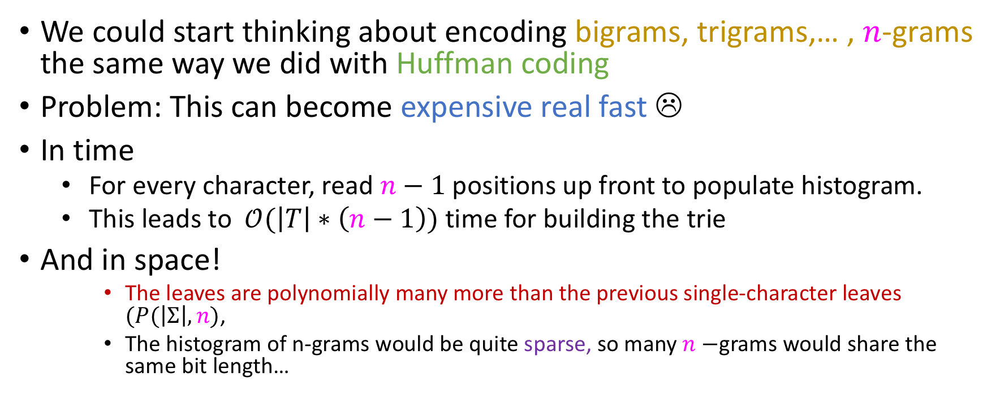 • We could start thinking about encoding bigrams, trigrams,... , n-grams
the same way we did with Huffman coding
• Problem: This can become expensive real fast ☹
• In time
• For every character, read n − 1 positions up front to populate histogram.
• This leads to 𝒪(|T| ∗ (n − 1)) time for building the trie
• And in space!
• The leaves are polynomially many more than the previous single-character leaves
(P(|Σ|, n),
• The histogram of n-grams would be quite sparse, so many n −grams would share the
same bit length...